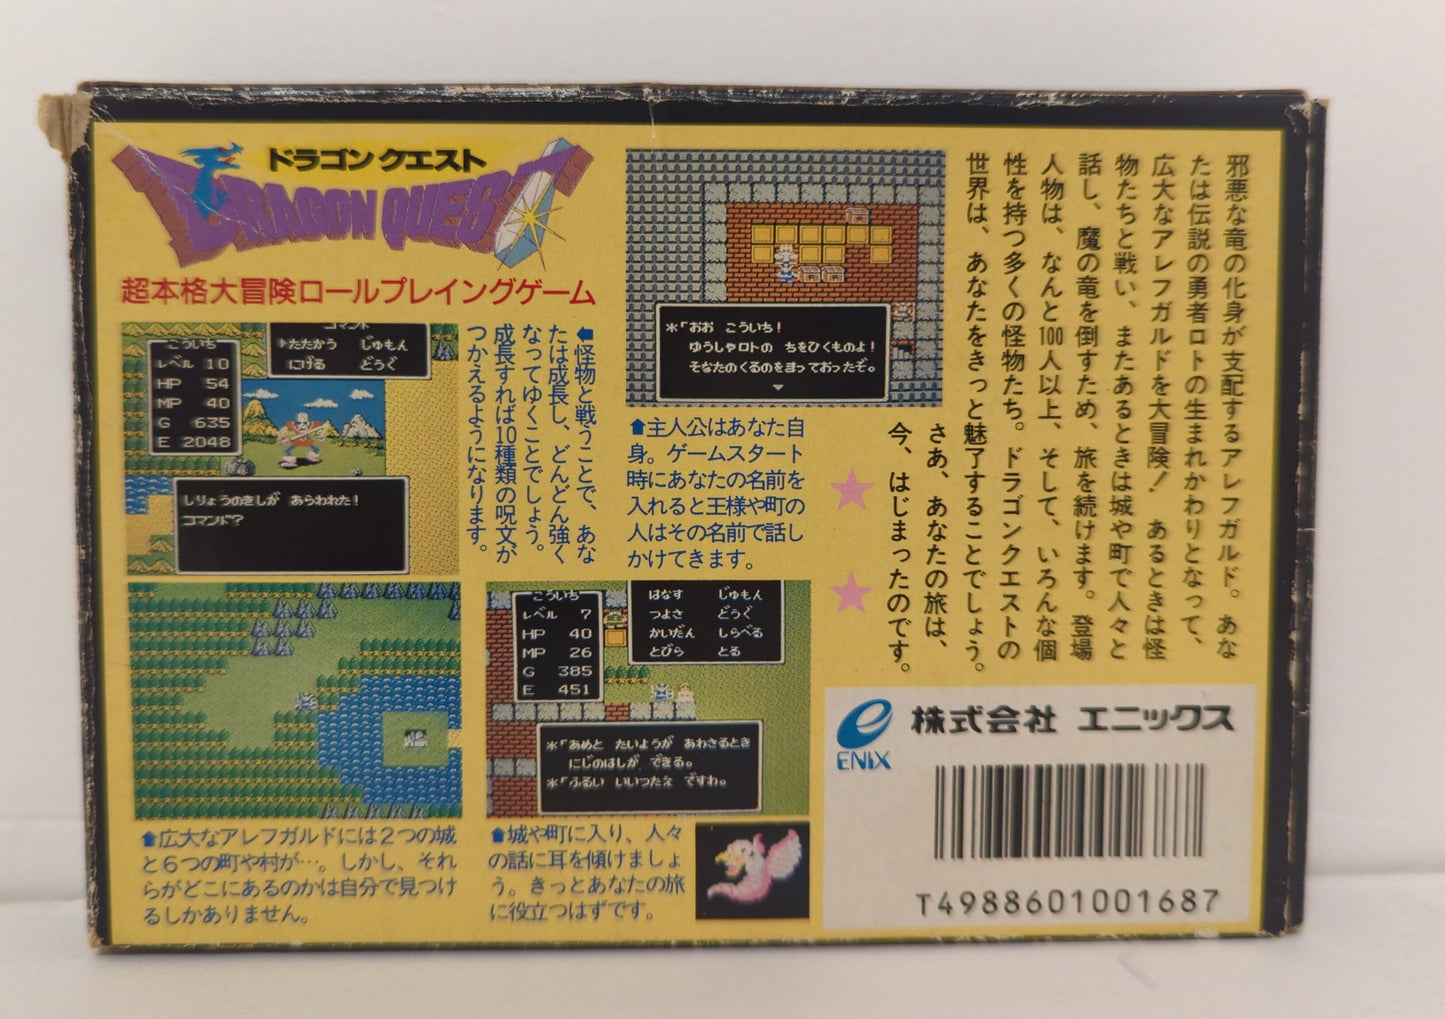 ドラゴンクエスト
DRAGON QUEST
超本格大冒険ロールプレイングゲーム
コマンド
こういち
▶たたかう じゅもん
レベル 10
にげる どうぐ
HP 54
MP 40
G 635
E 2048
しりょうのきしが あらわれた!
コマンド?
⬅怪物と戦うことで、あな
たは成長し、どんどん強く
なってゆくことでしょう。
成長すれば10種類の呪文が
つかえるようになります。
*「おお こういち!
ゆうしゃロトの ちをひくものよ!
そなたのくるのをまっておったぞ。
⬆主人公はあなた自
身。ゲームスタート
時にあなたの名前を
入れると王様や町の
人はその名前で話し
かけてきます。
邪悪な竜の化身が支配するアレフガルド。あな
たは伝説の勇者ロトの生まれかわりとなって、
広大なアレフガルドを大冒険! あるときは怪
物たちと戦い、またあるときは城や町で人々と
話し、魔の竜を倒すため、旅を続けます。登場
人物は、なんと100人以上、そして、いろんな個
性を持つ多くの怪物たち。ドラゴンクエストの
世界は、あなたをきっと魅了することでしょう。
さあ、あなたの旅は、
今、はじまったのです。
⬆広大なアレフガルドには2つの城
と6つの町や村が…。しかし、それ
らがどこにあるのかは自分で見つけ
るしかありません。
こういち
レベル 7
HP 40
MP 26
G 385
E 451
はなす じゅもん
つよさ どうぐ
かいだん しらべる
とびら とる
*「あめと たいようが あわさるとき
にじのはしが できる。
*「ふるい いいつたえ ですわ。
⬆城や町に入り、人々
の話に耳を傾けましょ
う。きっとあなたの旅
に役立つはずです。
e
ENIX
株式会社 エニックス
T4988601001687